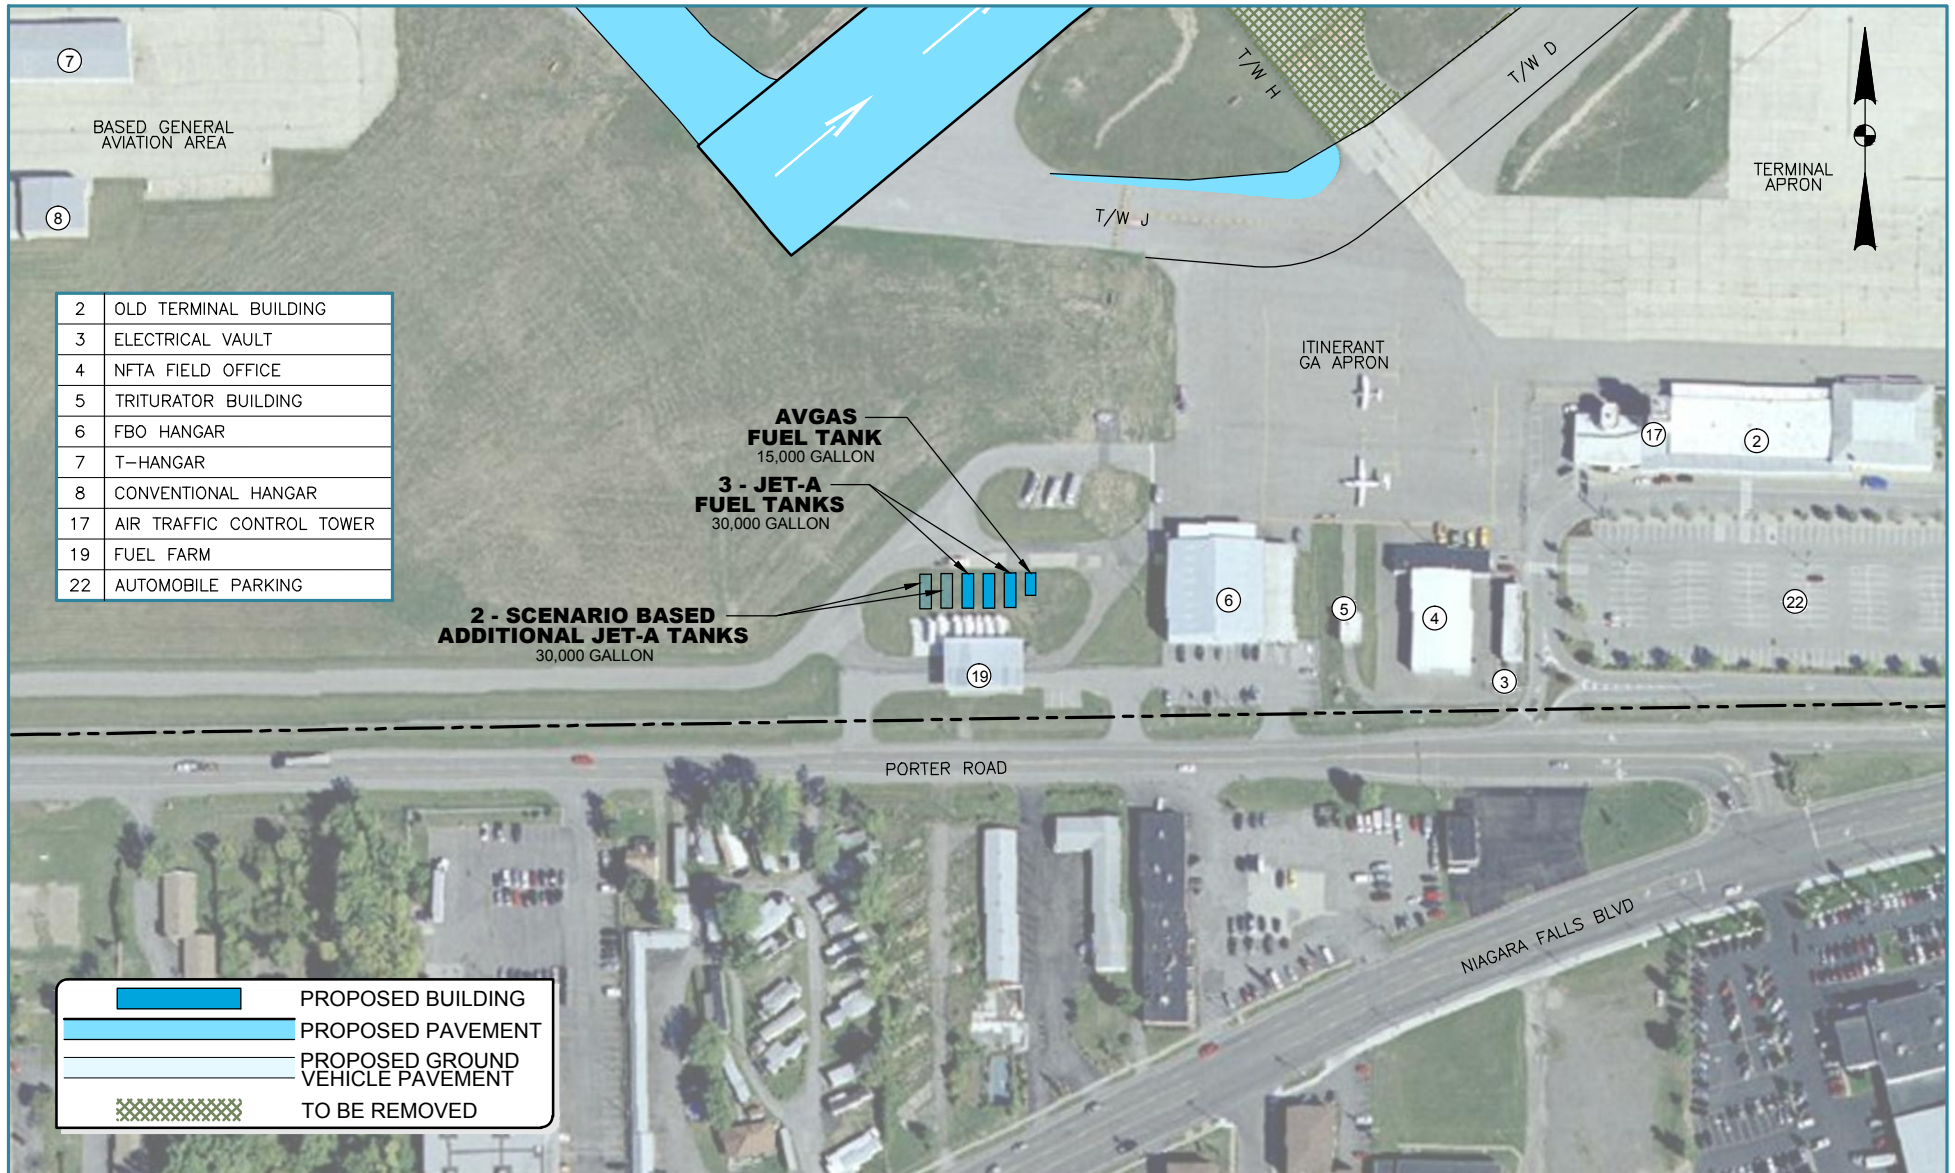 7
BASED GENERAL
AVIATION AREA
8
T/W H
T/W D
T/W J
TERMINAL
APRON
2 OLD TERMINAL BUILDING
3 ELECTRICAL VAULT
4 NFTA FIELD OFFICE
5 TRITURATOR BUILDING
6 FBO HANGAR
7 T-HANGAR
8 CONVENTIONAL HANGAR
17 AIR TRAFFIC CONTROL TOWER
19 FUEL FARM
22 AUTOMOBILE PARKING
ITINERANT
GA APRON
AVGAS
FUEL TANK
15,000 GALLON
3 - JET-A
FUEL TANKS
30,000 GALLON
2 - SCENARIO BASED
ADDITIONAL JET-A TANKS
30,000 GALLON
17
2
6
5
4
22
19
3
PORTER ROAD
NIAGARA FALLS BLVD
PROPOSED BUILDING
PROPOSED PAVEMENT
PROPOSED GROUND
VEHICLE PAVEMENT
TO BE REMOVED